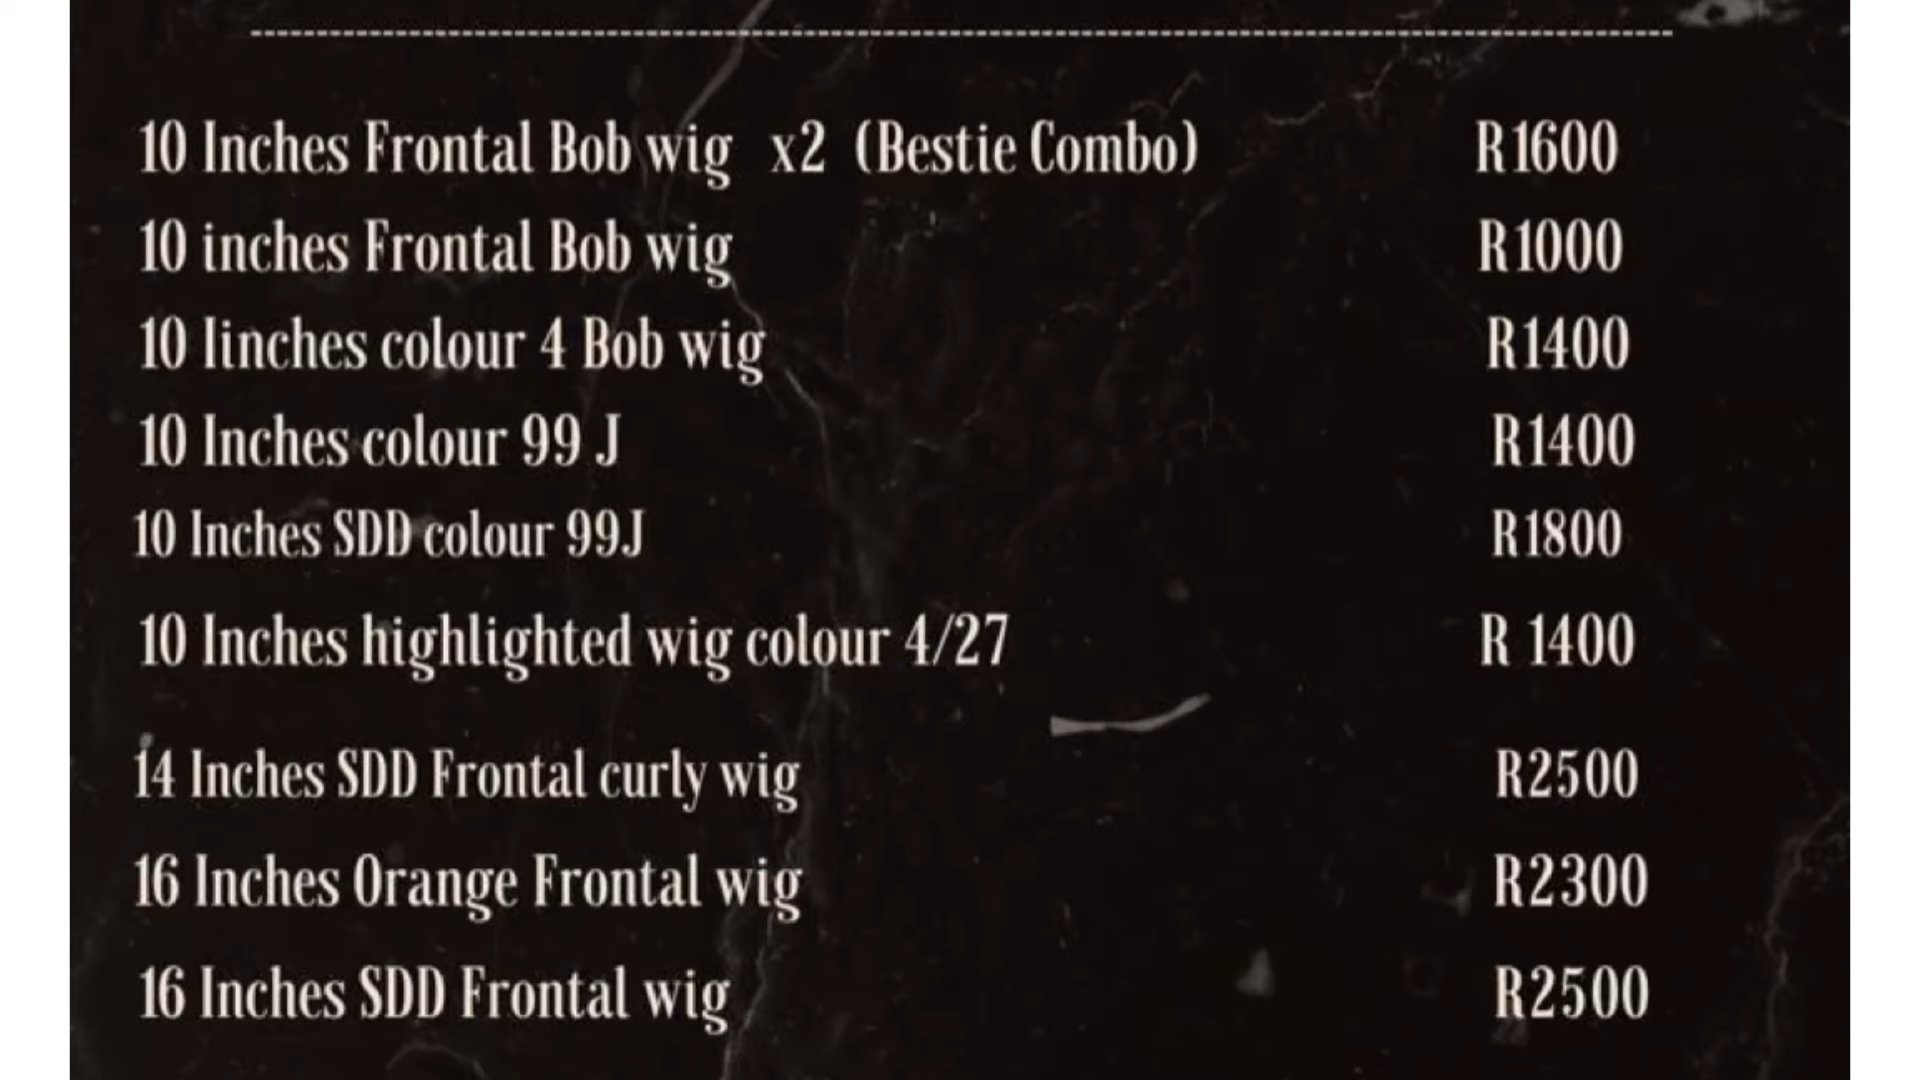 10 Inches Frontal Bob wig x2 (Bestie Combo) R1600
10 inches Frontal Bob wig R1000
10 Iinches colour 4 Bob wig R1400
10 Inches colour 99 J R1400
10 Inches SDD colour 99J R1800
10 Inches highlighted wig colour 4/27 R 1400
14 Inches SDD Frontal curly wig R2500
16 Inches Orange Frontal wig R2300
16 Inches SDD Frontal wig R2500